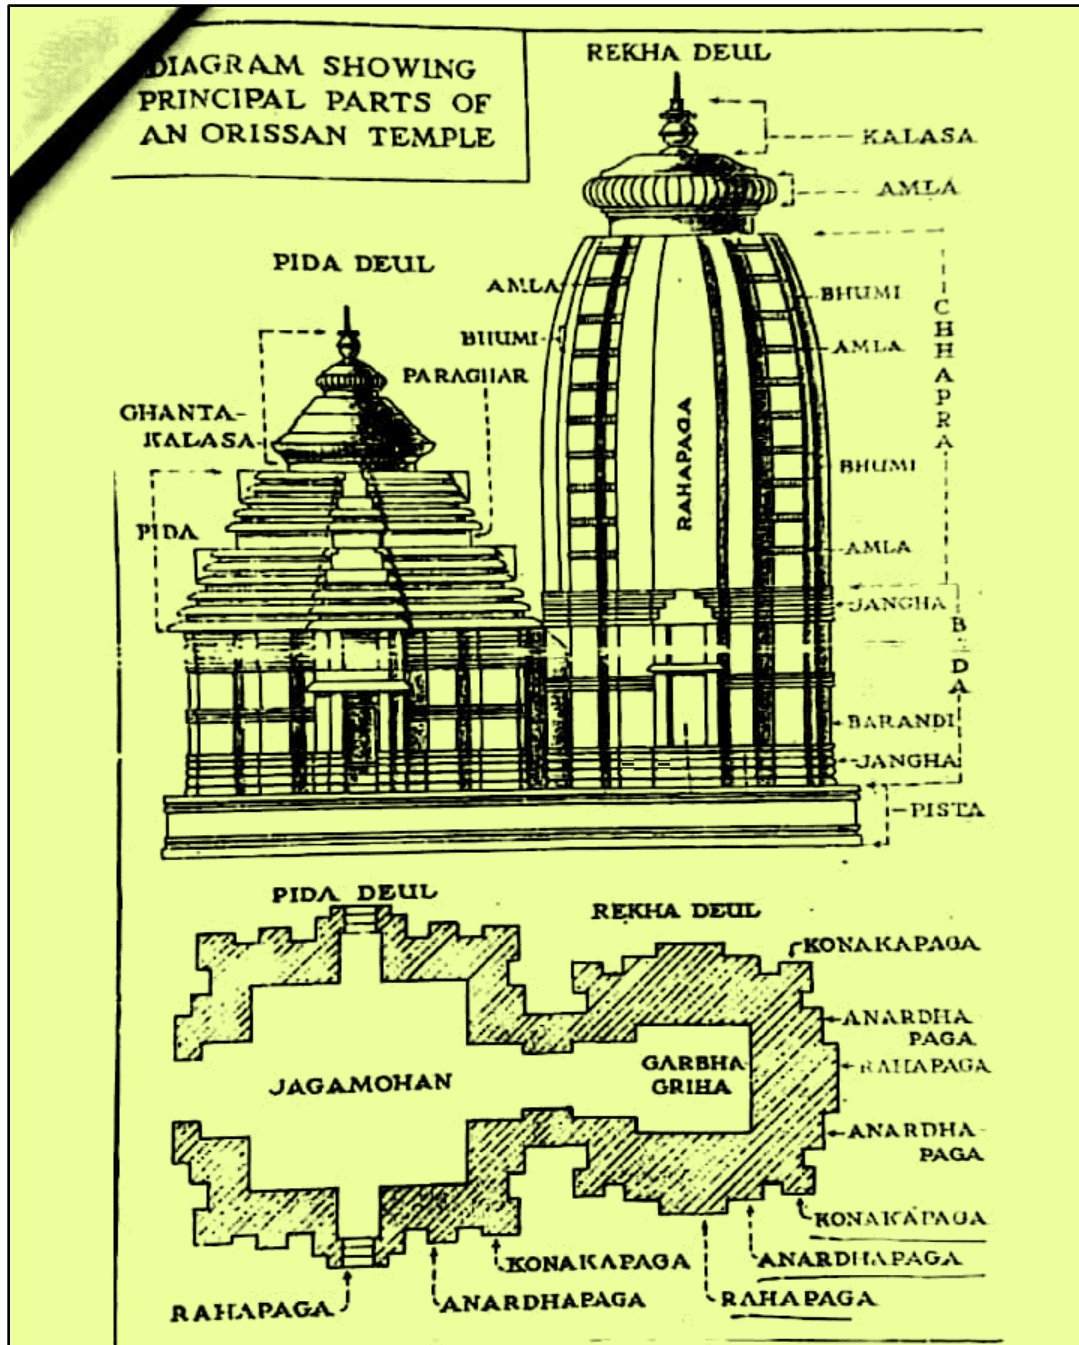 DIAGRAM SHOWING
PRINCIPAL PARTS OF
AN ORISSAN TEMPLE
REKHA DEUL
KALASA
AMLA
PIDA DEUL
AMLA
BHUMI
BHUMI
AMLA
PARAGHAR
GHANTA-
KALASA
CHHAPRA
RAHAPAGA
BHUMI
PIDA
AMLA
JANGHA
B DA
BARANDI
JANGHA
PISTA
PIDA DEUL
REKHA DEUL
KONAKAPAGA
ANARDHA
PAGA
RAHAPAGA
JAGAMOHAN
GARBHA
GRIHA
ANARDHA-
PAGA
KONAKAPAGA
KONAKAPAGA
ANARDHAPAGA
RAHAPAGA
ANARDHAPAGA
RAHAPAGA